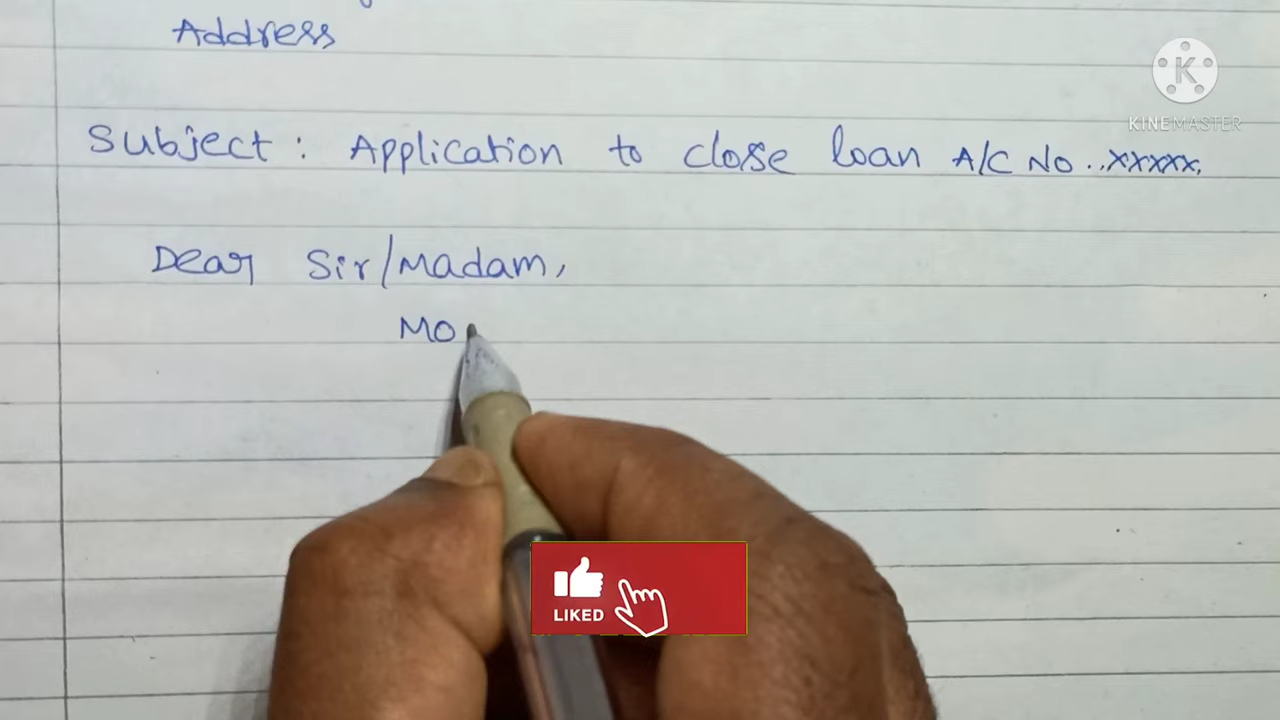 Address
Subject : Application to close loan A/C No..xxxxx.
Dear Sir/Madam,
Mo
KINEMASTER
LIKED